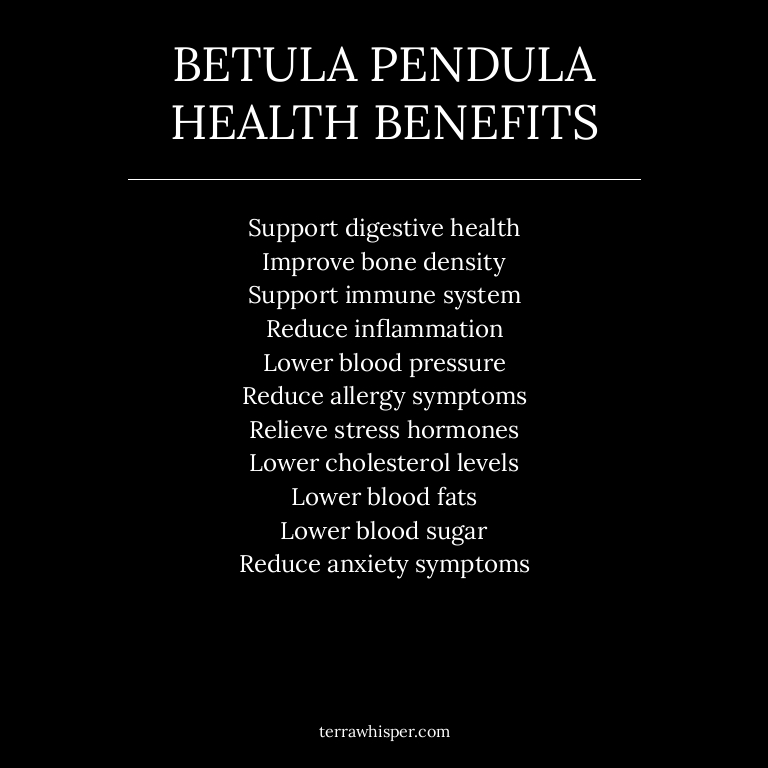 BETULA PENDULA
HEALTH BENEFITS
Support digestive health
Improve bone density
Support immune system
Reduce inflammation
Lower blood pressure
Reduce allergy symptoms
Relieve stress hormones
Lower cholesterol levels
Lower blood fats
Lower blood sugar
Reduce anxiety symptoms
terrawhisper.com